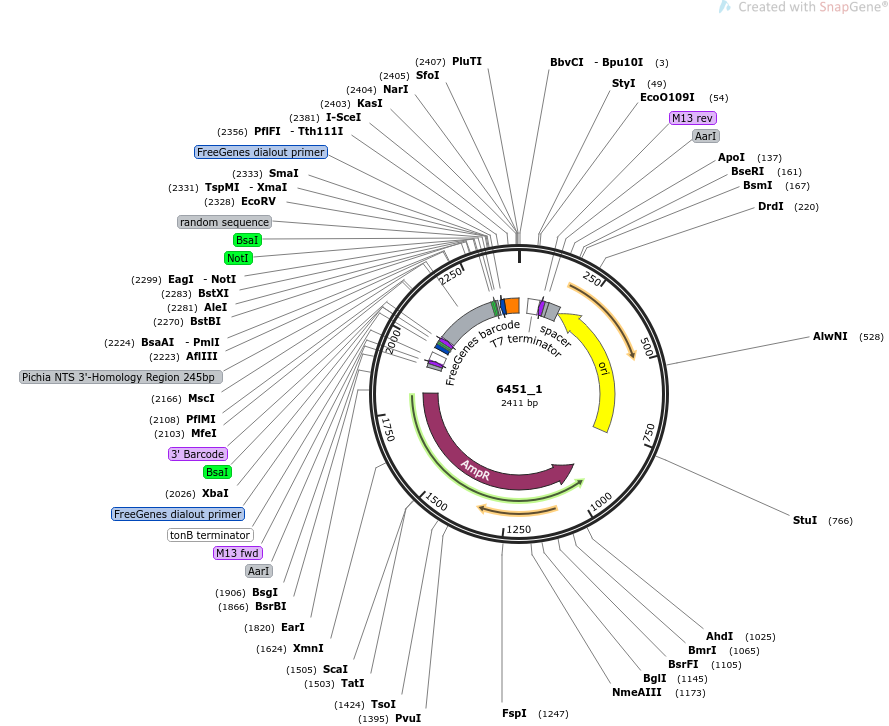 Created with SnapGene®
(2407) PluTI
(2405) SfoI
(2404) NarI
(2403) KasI
(2381) I-SceI
(2356) PflFI - Tth111I
FreeGenes dialout primer
(2333) SmaI
(2331) TspMI - XmaI
(2328) EcoRV
random sequence
BsaI
NotI
(2299) EagI - NotI
(2283) BstXI
(2281) AleI
(2270) BstBI
(2224) BsaAI - PmlI
(2223) AflIII
Pichia NTS 3'-Homology Region 245bp
(2166) MscI
(2108) PflMI
(2103) MfeI
3' Barcode
BsaI
(2026) XbaI
FreeGenes dialout primer
tonB terminator
M13 fwd
AarI
(1906) BsgI
(1866) BsrBI
(1820) EarI
(1624) XmnI
(1505) ScaI
(1503) TatI
(1424) TsoI
(1395) PvuI
BbvCI - Bpu10I (3)
StyI (49)
EcoO109I (54)
M13 rev
AarI
ApoI (137)
BseRI (161)
BsmI (167)
DrdI (220)
AlwNI (528)
StuI (766)
AhdI (1025)
BmrI (1065)
BsrFI (1105)
BglI (1145)
NmeAIII (1173)
FspI (1247)
250
500
750
1000
1250
1500
1750
2000
2250
FreeGenes barcode
T7 terminator
spacer
ori
AmpR
6451_1
2411 bp